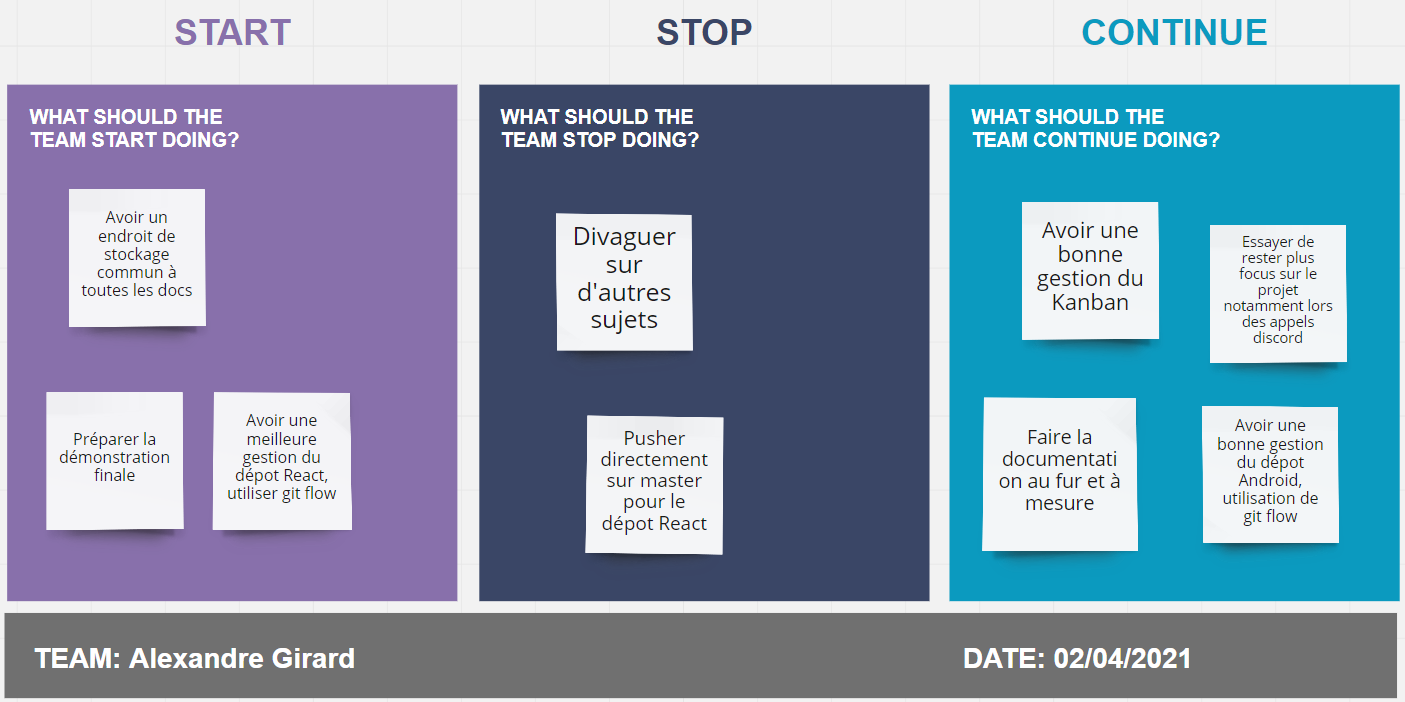 START
STOP
CONTINUE
WHAT SHOULD THE
TEAM START DOING?
Avoir un
endroit de
stockage
commun à
toutes les docs
Préparer la
démonstration
finale
Avoir une
meilleure
gestion du
dépot React,
utiliser git flow
WHAT SHOULD THE
TEAM STOP DOING?
Divaguer
sur
d'autres
sujets
Pusher
directement
sur master
pour le
dépot React
WHAT SHOULD THE
TEAM CONTINUE DOING?
Avoir une
bonne
gestion du
Kanban
Essayer de
rester plus
focus sur le
projet
notamment lors
des appels
discord
Faire la
documentati
on au fur et à
mesure
Avoir une
bonne gestion
du dépot
Android,
utilisation de
git flow
TEAM: Alexandre Girard
DATE: 02/04/2021